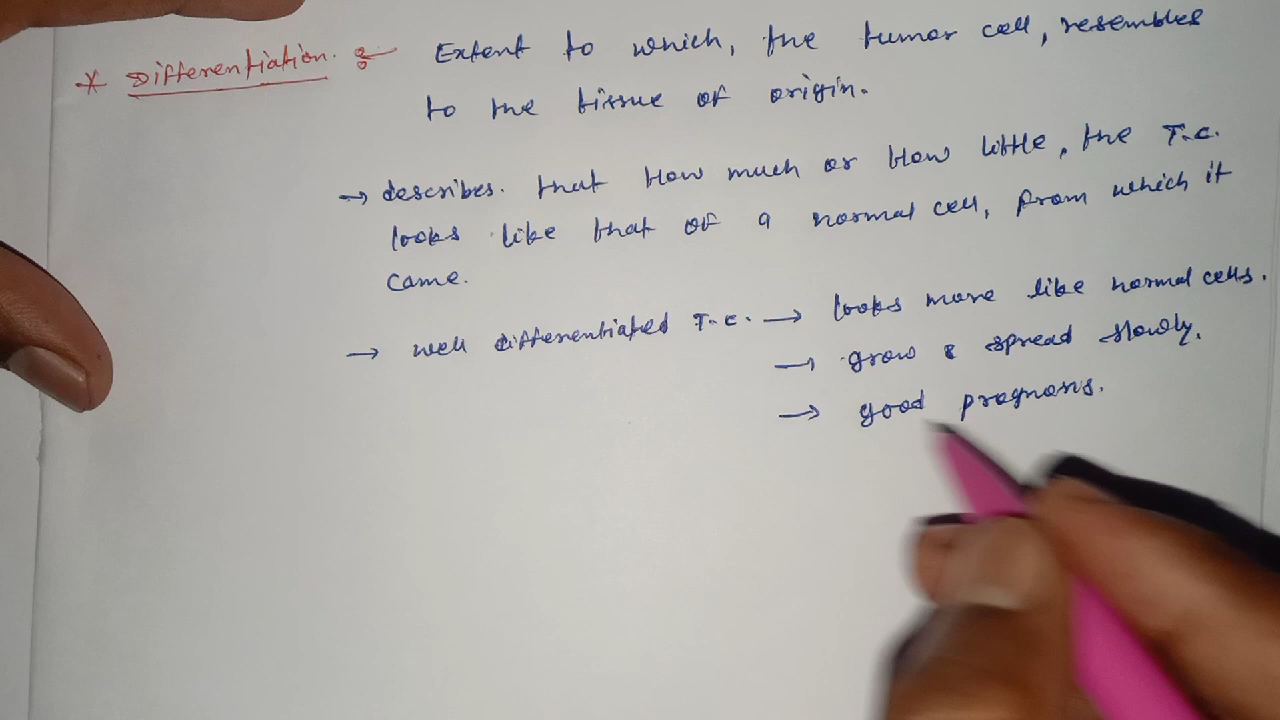 * Differentiation :- Extent to which, the tumor cell, resembles
to the tissue of origin.
→ describes. that How much or How little, the T.C.
looks like that of a normal cell, from which it
came.
→ well differentiated T.C. → looks more like normal cells.
→ grow & spread slowly.
→ good prognosis.